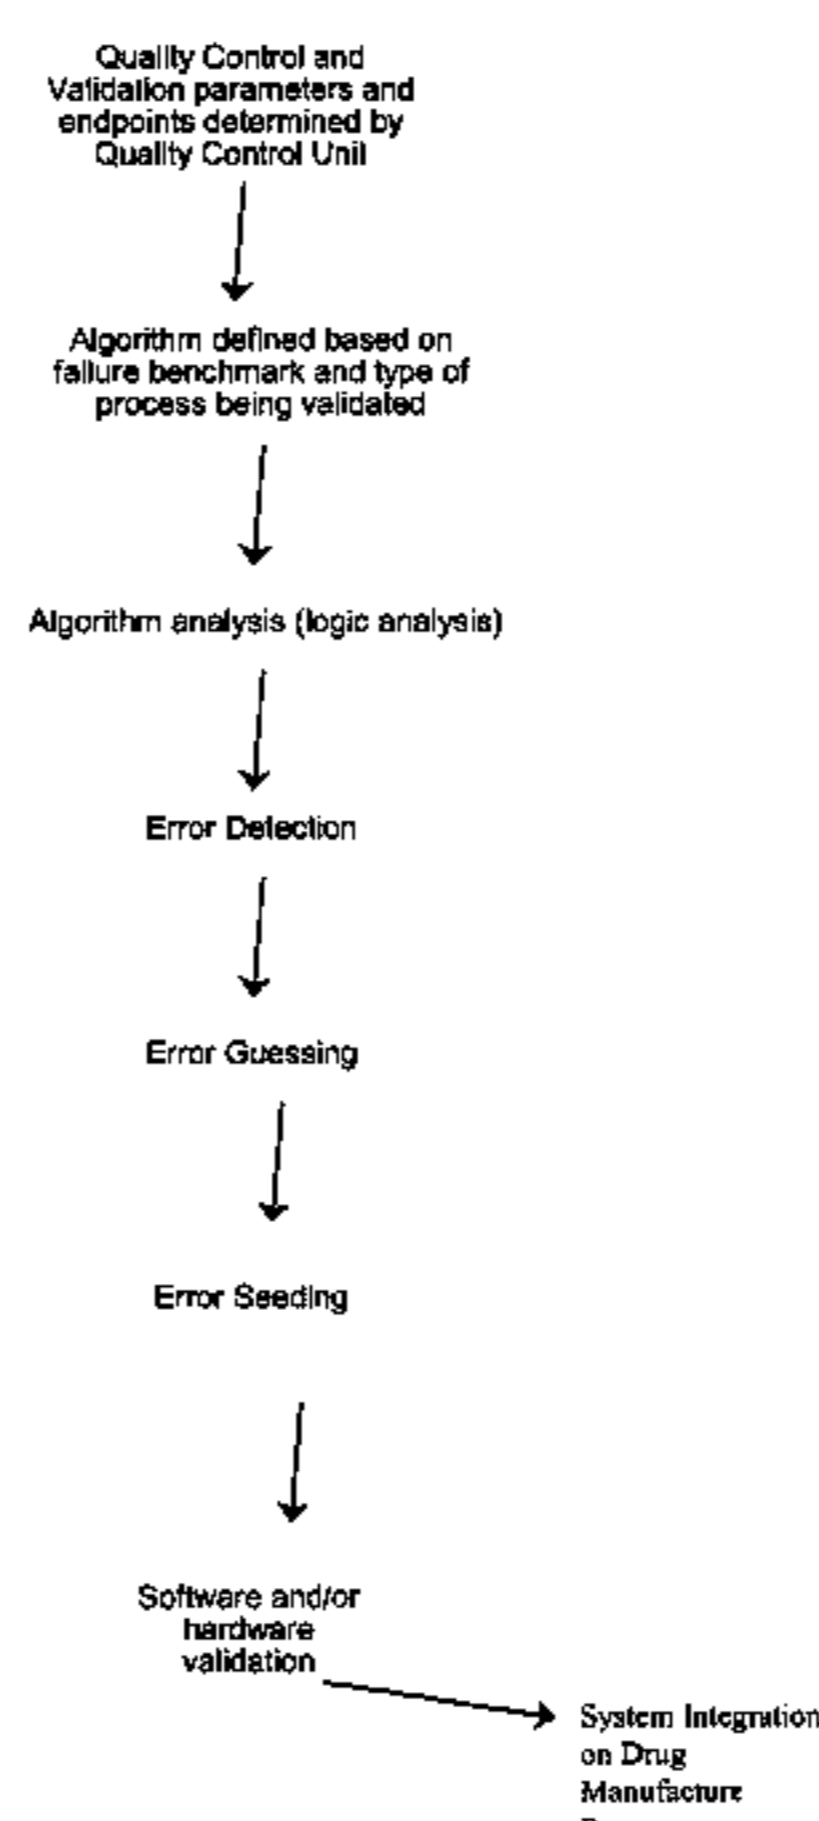 Quality Control and
Validation parameters and
endpoints determined by
Quality Control Unit
Algorithm defined based on
failure benchmark and type of
process being validated
Algorithm analysis (logic analysis)
Error Detection
Error Guessing
Error Seeding
Software and/or
hardware
validation
System Integration
on Drug
Manufacture